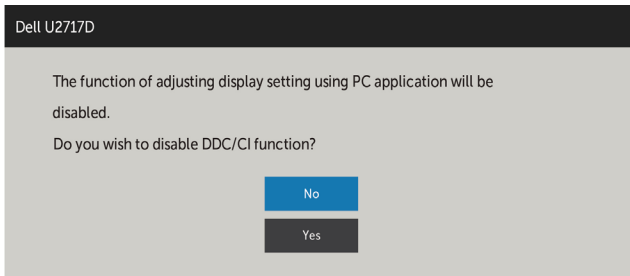 Dell U2717D
The function of adjusting display setting using PC application will be
disabled.
Do you wish to disable DDC/CI function?
No
Yes